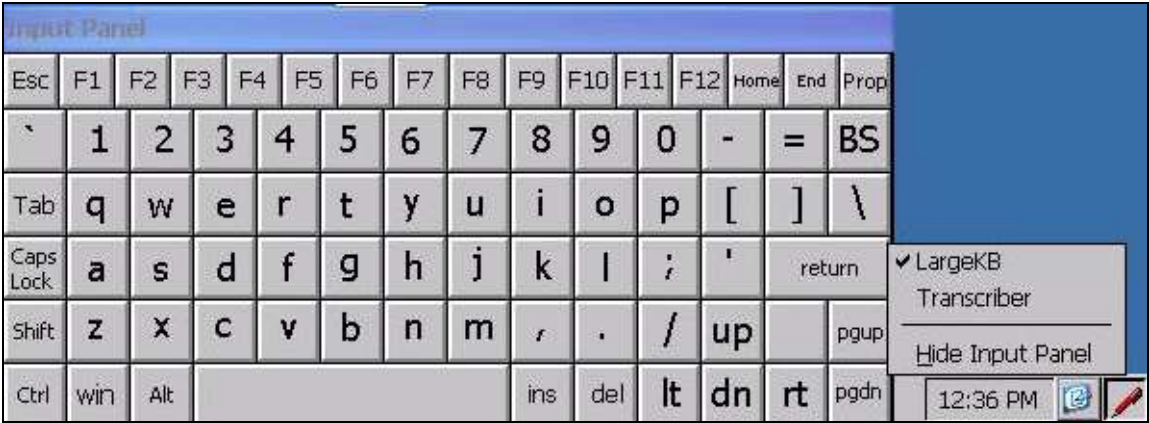 Input Panel
Esc F1 F2 F3 F4 F5 F6 F7 F8 F9 F10 F11 F12 Home End Prop
` 1 2 3 4 5 6 7 8 9 0 - = BS
Tab q w e r t y u i o p [ ] \
Caps Lock a s d f g h j k l ; ' return
Shift z x c v b n m , . / up pgup
Ctrl win Alt ins del lt dn rt pgdn
LargeKB
Transcriber
Hide Input Panel
12:36 PM